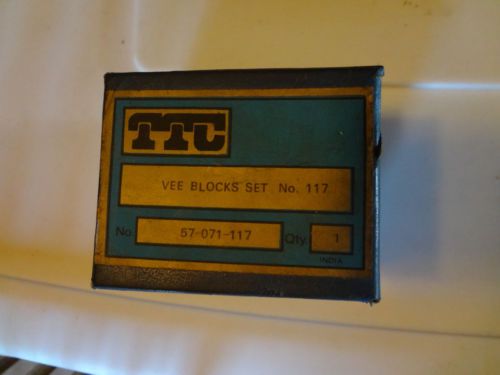 TTC
VEE BLOCKS SET No. 117
No. 57-071-117 Qty. 1
INDIA